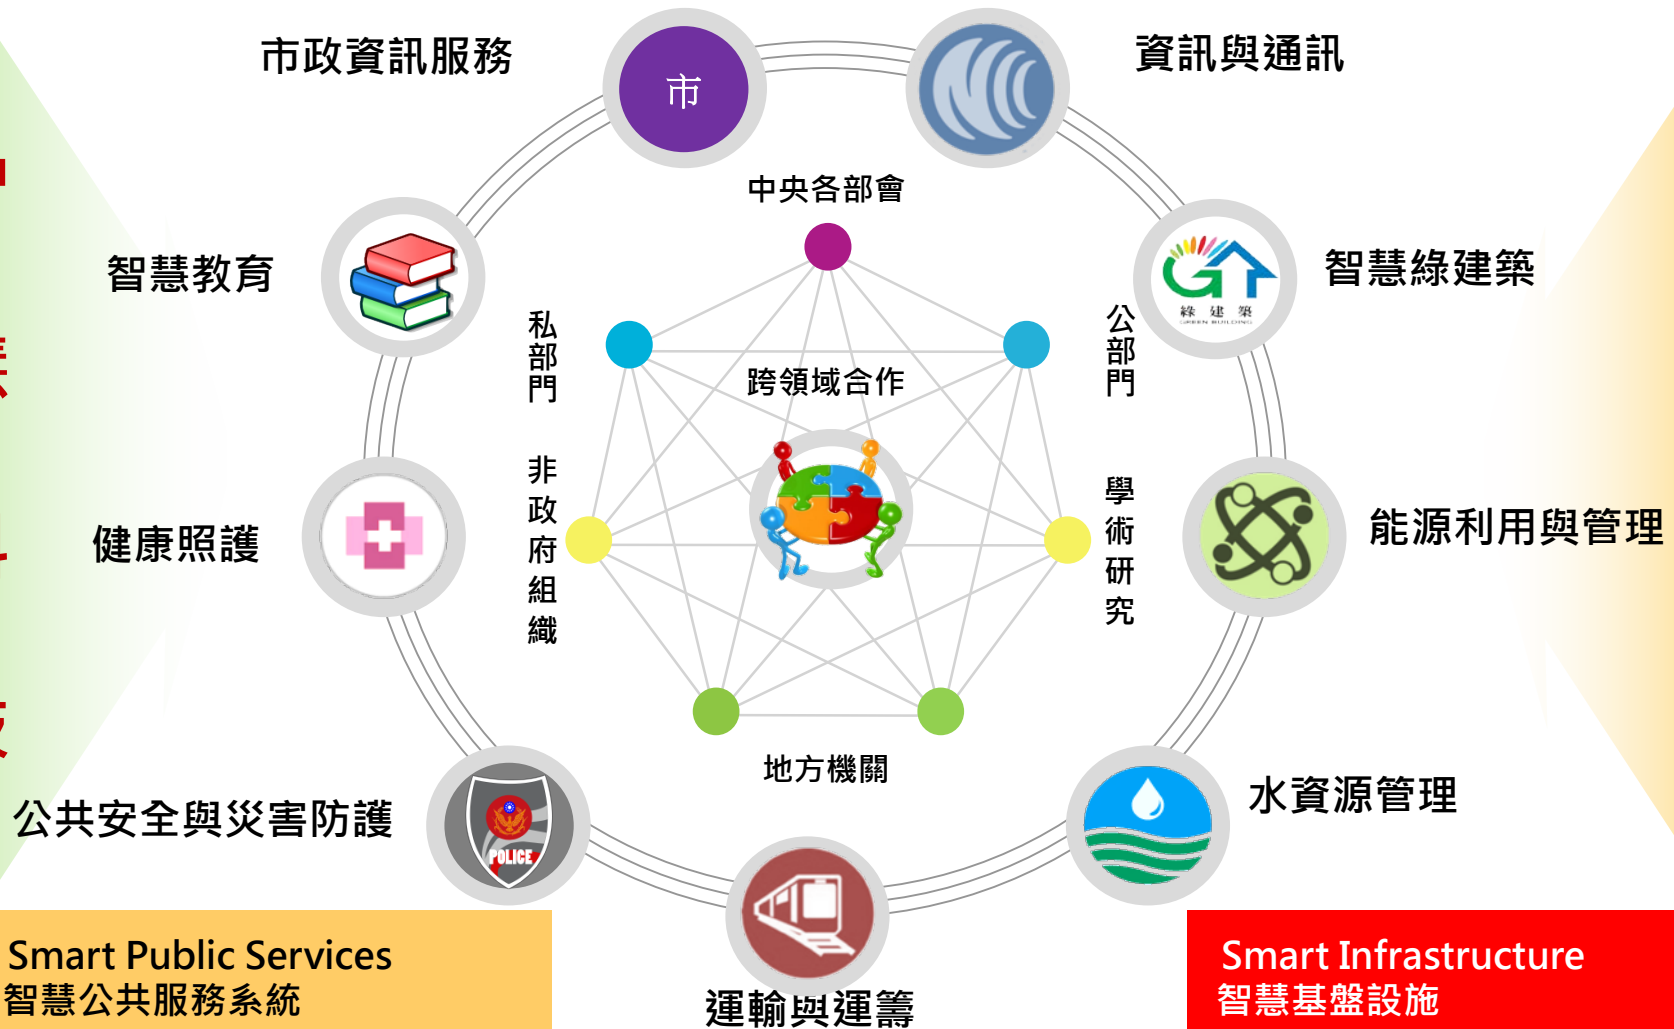 市政資訊服務
資訊與通訊
市
中央各部會
智慧教育
智慧綠建築
綠建築
GREEN BUILDING
私部門
公部門
跨領域合作
非政府組織
學術研究
健康照護
能源利用與管理
地方機關
水資源管理
公共安全與災害防護
POLICE
Smart Public Services
智慧公共服務系統
Smart Infrastructure
智慧基盤設施
運輸與運籌